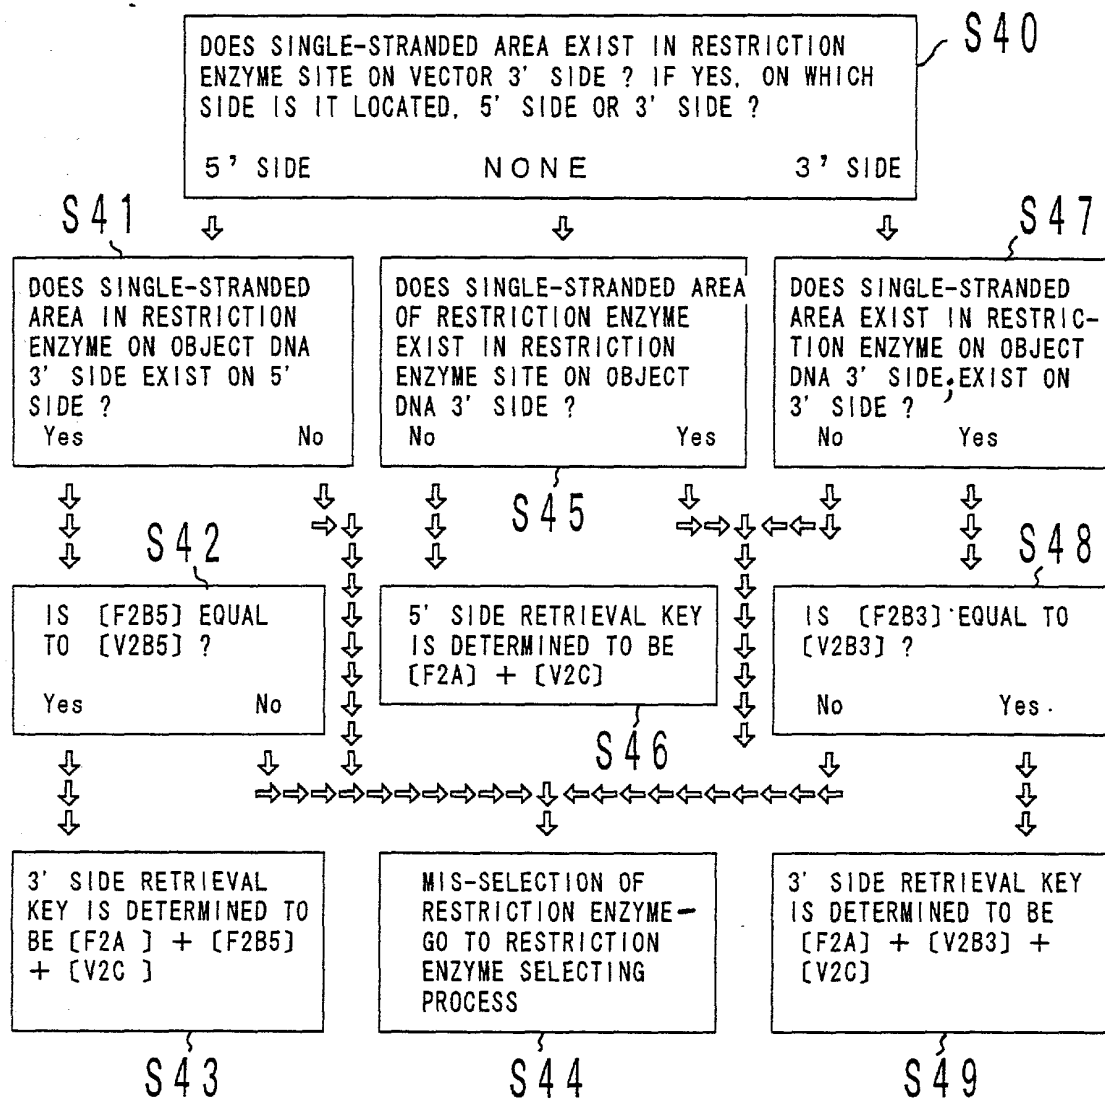 S40
DOES SINGLE-STRANDED AREA EXIST IN RESTRICTION
ENZYME SITE ON VECTOR 3' SIDE ? IF YES, ON WHICH
SIDE IS IT LOCATED, 5' SIDE OR 3' SIDE ?
5' SIDE NONE 3' SIDE
S41
DOES SINGLE-STRANDED
AREA IN RESTRICTION
ENZYME ON OBJECT DNA
3' SIDE EXIST ON 5'
SIDE ?
Yes No
DOES SINGLE-STRANDED AREA
OF RESTRICTION ENZYME
EXIST IN RESTRICTION
ENZYME SITE ON OBJECT
DNA 3' SIDE ?
No Yes
S45
S47
DOES SINGLE-STRANDED
AREA EXIST IN RESTRIC-
TION ENZYME ON OBJECT
DNA 3' SIDE;EXIST ON
3' SIDE ?
No Yes
S42
IS [F2B5] EQUAL
TO [V2B5] ?
Yes No
5' SIDE RETRIEVAL KEY
IS DETERMINED TO BE
[F2A] + [V2C]
S46
S48
IS [F2B3] EQUAL TO
[V2B3] ?
No Yes.
3' SIDE RETRIEVAL
KEY IS DETERMINED TO
BE [F2A ] + [F2B5]
+ [V2C ]
S43
MIS-SELECTION OF
RESTRICTION ENZYME-
GO TO RESTRICTION
ENZYME SELECTING
PROCESS
S44
3' SIDE RETRIEVAL KEY
IS DETERMINED TO BE
[F2A] + [V2B3] +
[V2C]
S49